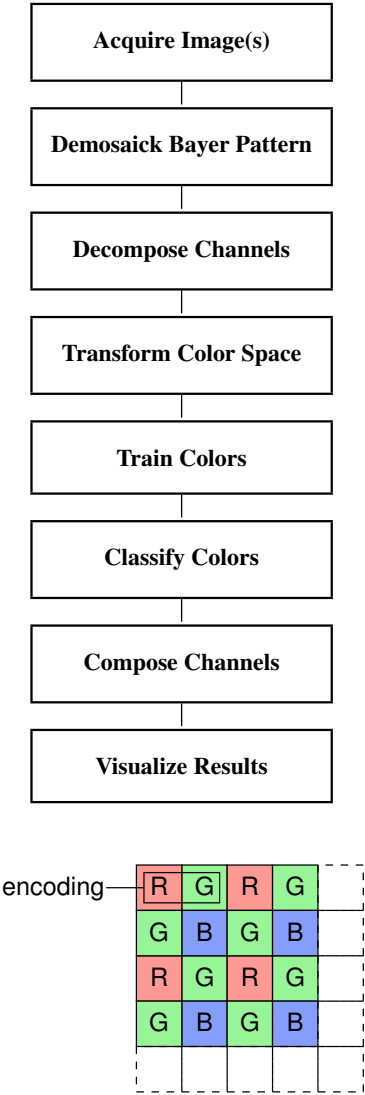 Acquire Image(s)
Demosaick Bayer Pattern
Decompose Channels
Transform Color Space
Train Colors
Classify Colors
Compose Channels
Visualize Results
encoding R G R G
G B G B
R G R G
G B G B